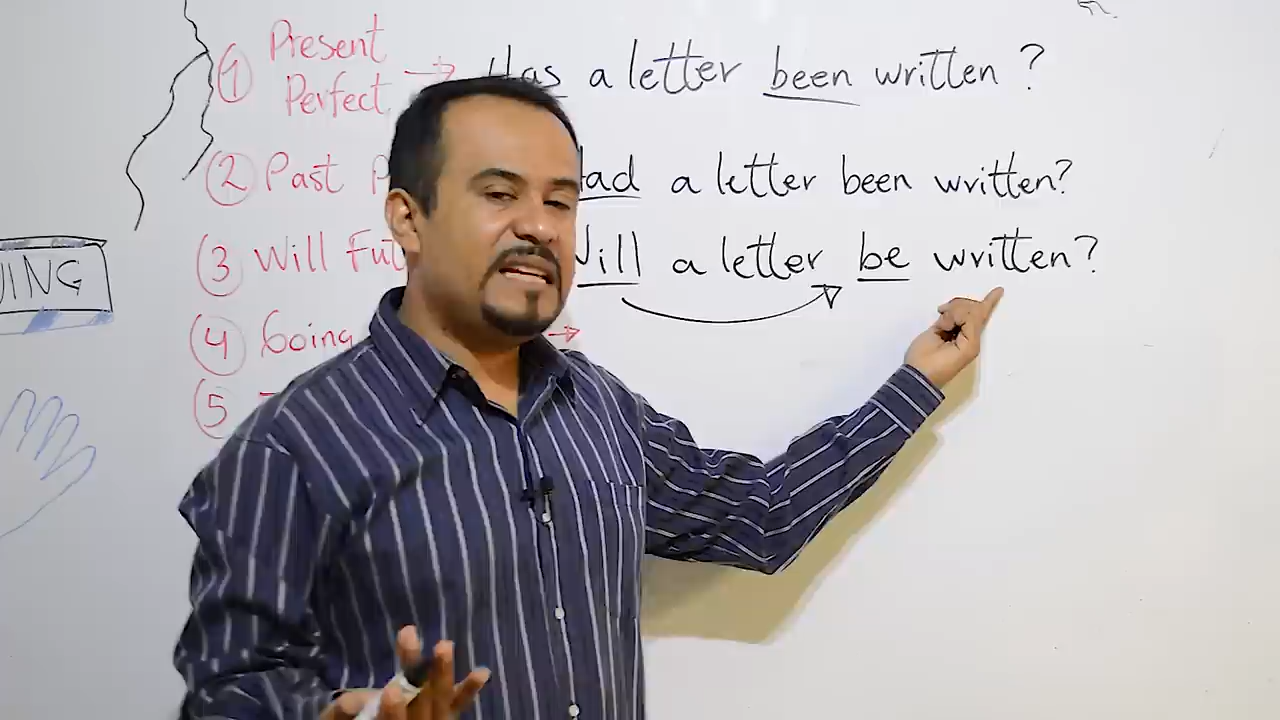 1 Present
Perfect → Has a letter been written ?
2 Past Had a letter been written?
3 Will Fut Will a letter be written?
4 Going →
5
UING